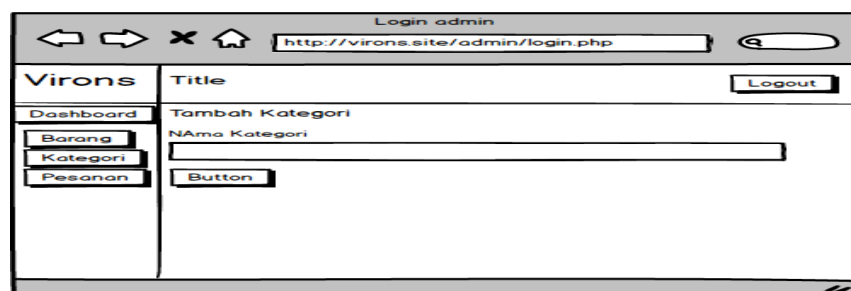 Login admin
http://virons.site/admin/login.php
Virons
Title
Logout
Dashboard
Barang
Kategori
Pesanan
Tambah Kategori
NAma Kategori
Button